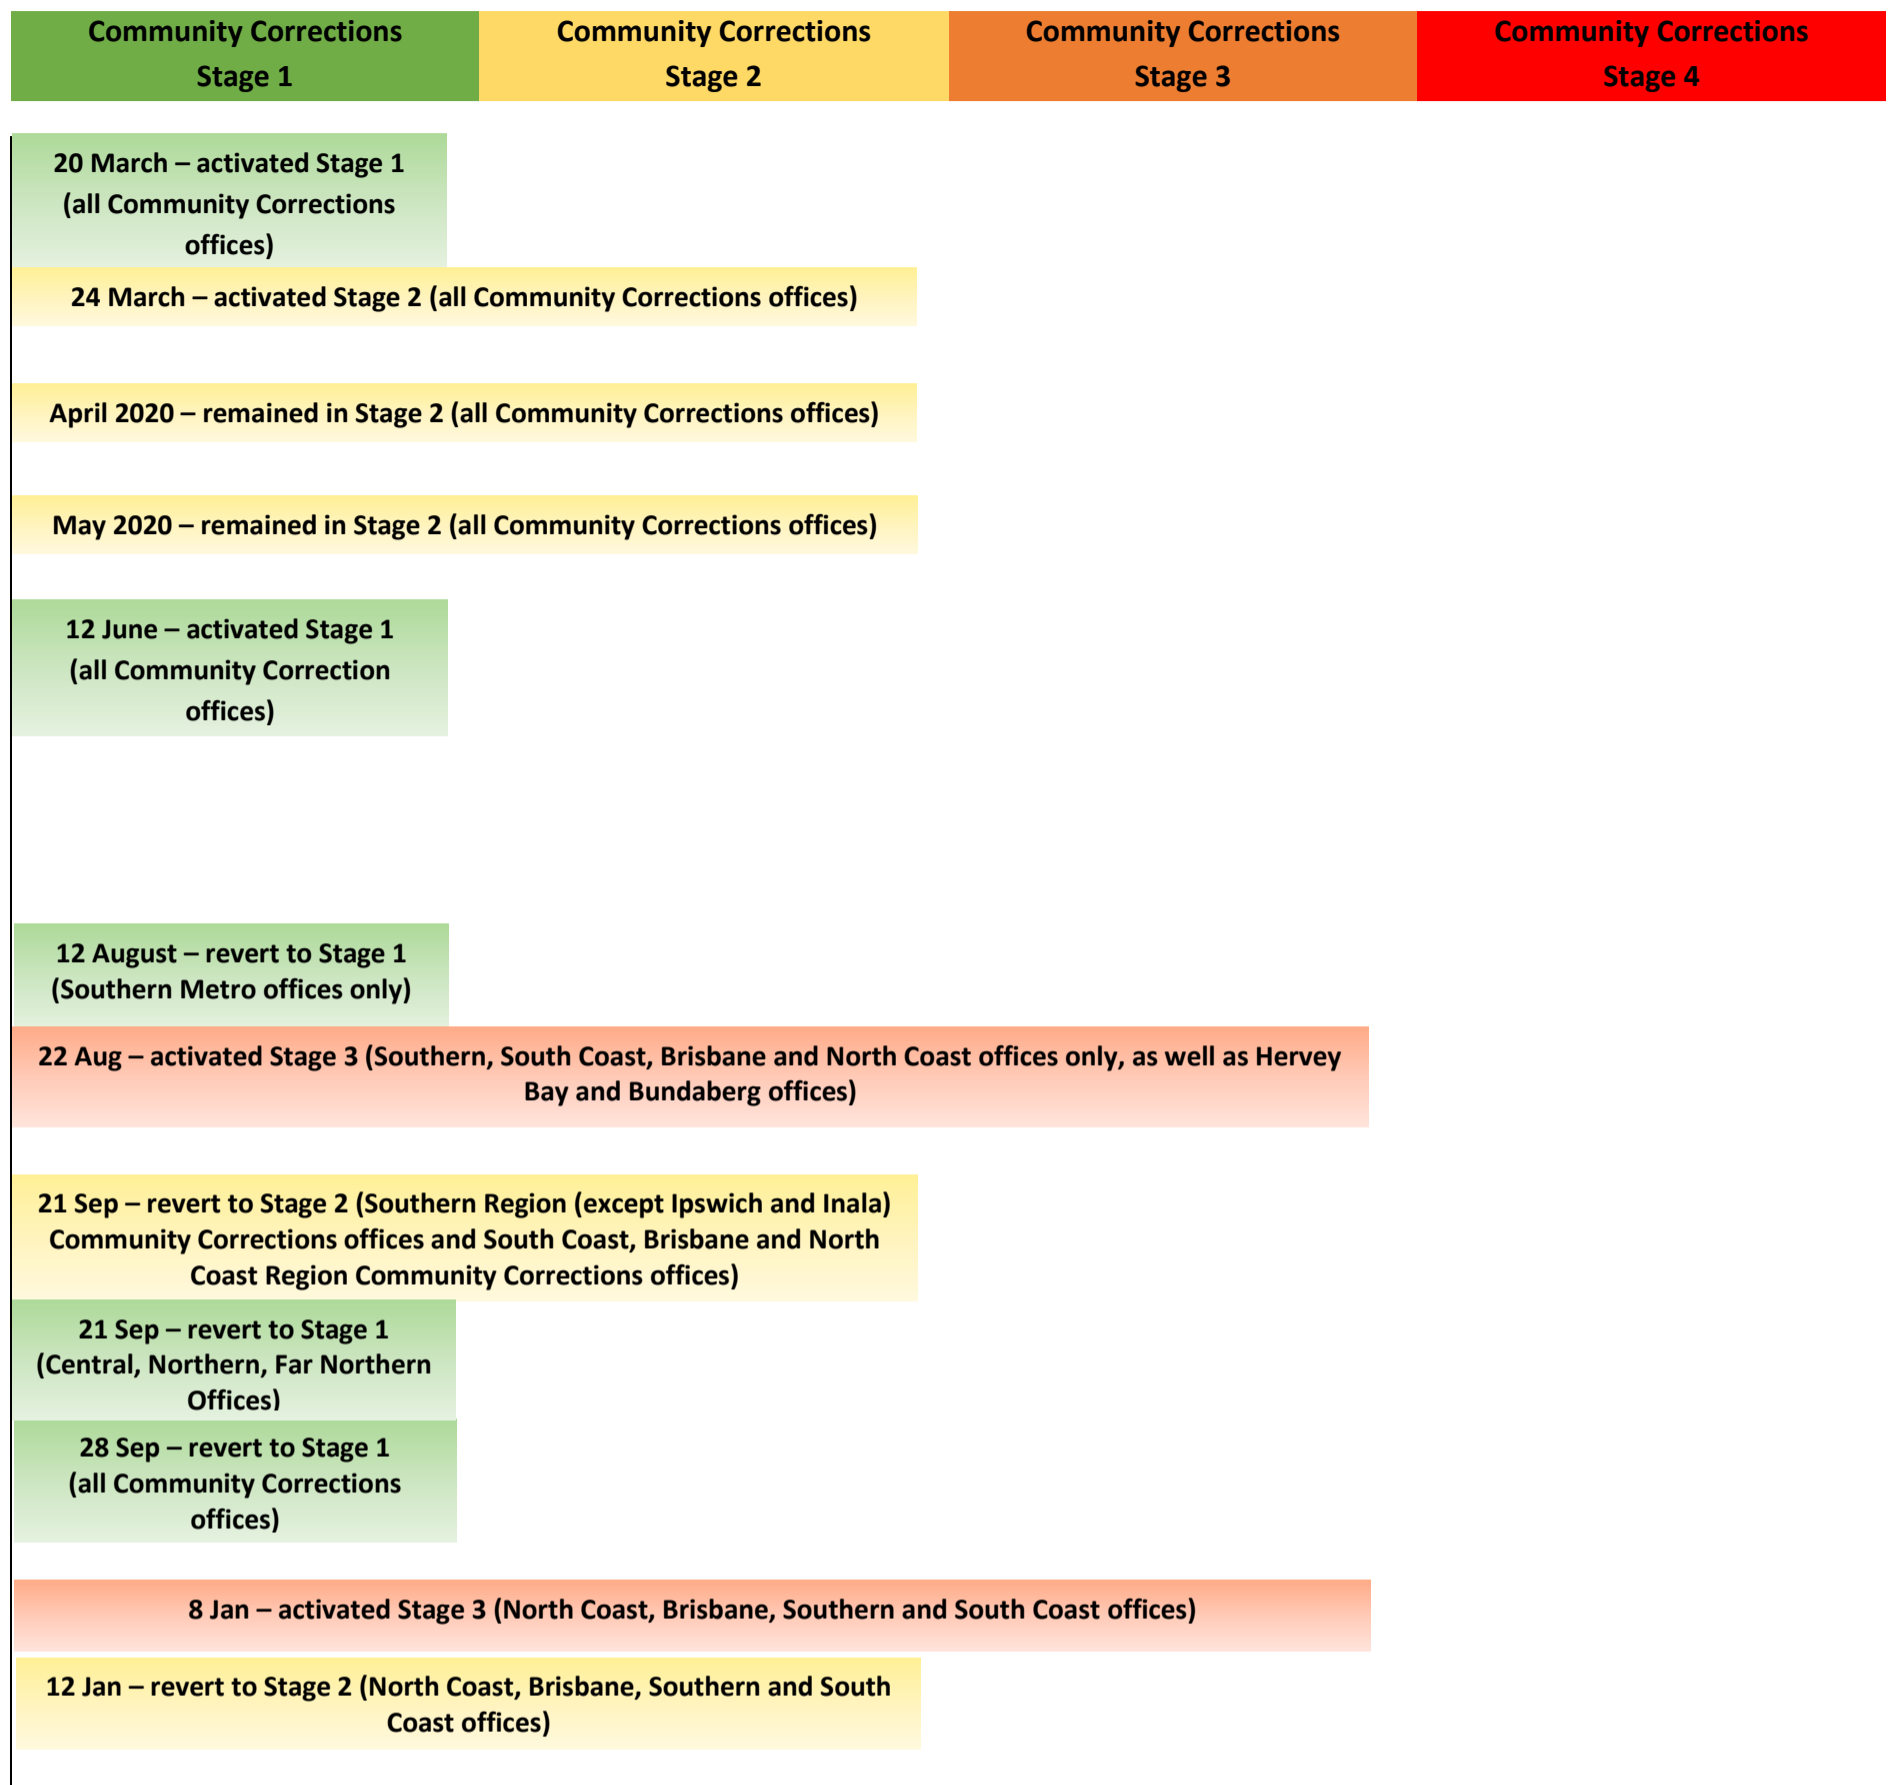 Community Corrections
Stage 1
Community Corrections
Stage 2
Community Corrections
Stage 3
Community Corrections
Stage 4
20 March – activated Stage 1
(all Community Corrections
offices)
24 March – activated Stage 2 (all Community Corrections offices)
April 2020 – remained in Stage 2 (all Community Corrections offices)
May 2020 – remained in Stage 2 (all Community Corrections offices)
12 June – activated Stage 1
(all Community Correction
offices)
12 August – revert to Stage 1
(Southern Metro offices only)
22 Aug – activated Stage 3 (Southern, South Coast, Brisbane and North Coast offices only, as well as Hervey
Bay and Bundaberg offices)
21 Sep – revert to Stage 2 (Southern Region (except Ipswich and Inala)
Community Corrections offices and South Coast, Brisbane and North
Coast Region Community Corrections offices)
21 Sep – revert to Stage 1
(Central, Northern, Far Northern
Offices)
28 Sep – revert to Stage 1
(all Community Corrections
offices)
8 Jan – activated Stage 3 (North Coast, Brisbane, Southern and South Coast offices)
12 Jan – revert to Stage 2 (North Coast, Brisbane, Southern and South
Coast offices)